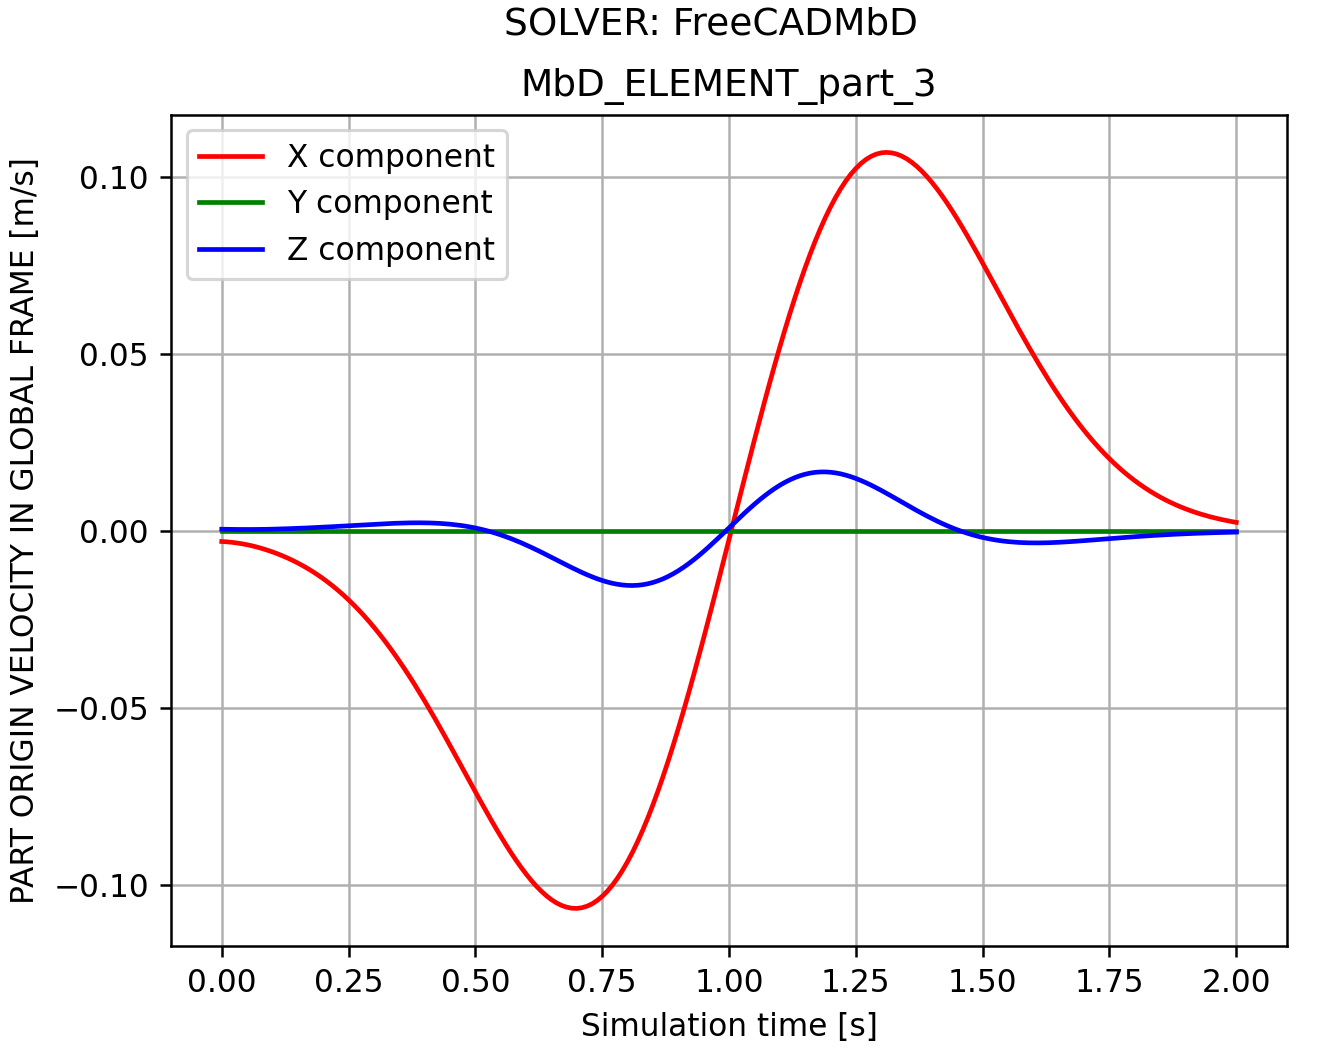 SOLVER: FreeCADMbD
MbD_ELEMENT_part_3
X component
Y component
Z component
PART ORIGIN VELOCITY IN GLOBAL FRAME [m/s]
0.10
0.05
0.00
−0.05
−0.10
0.00 0.25 0.50 0.75 1.00 1.25 1.50 1.75 2.00
Simulation time [s]